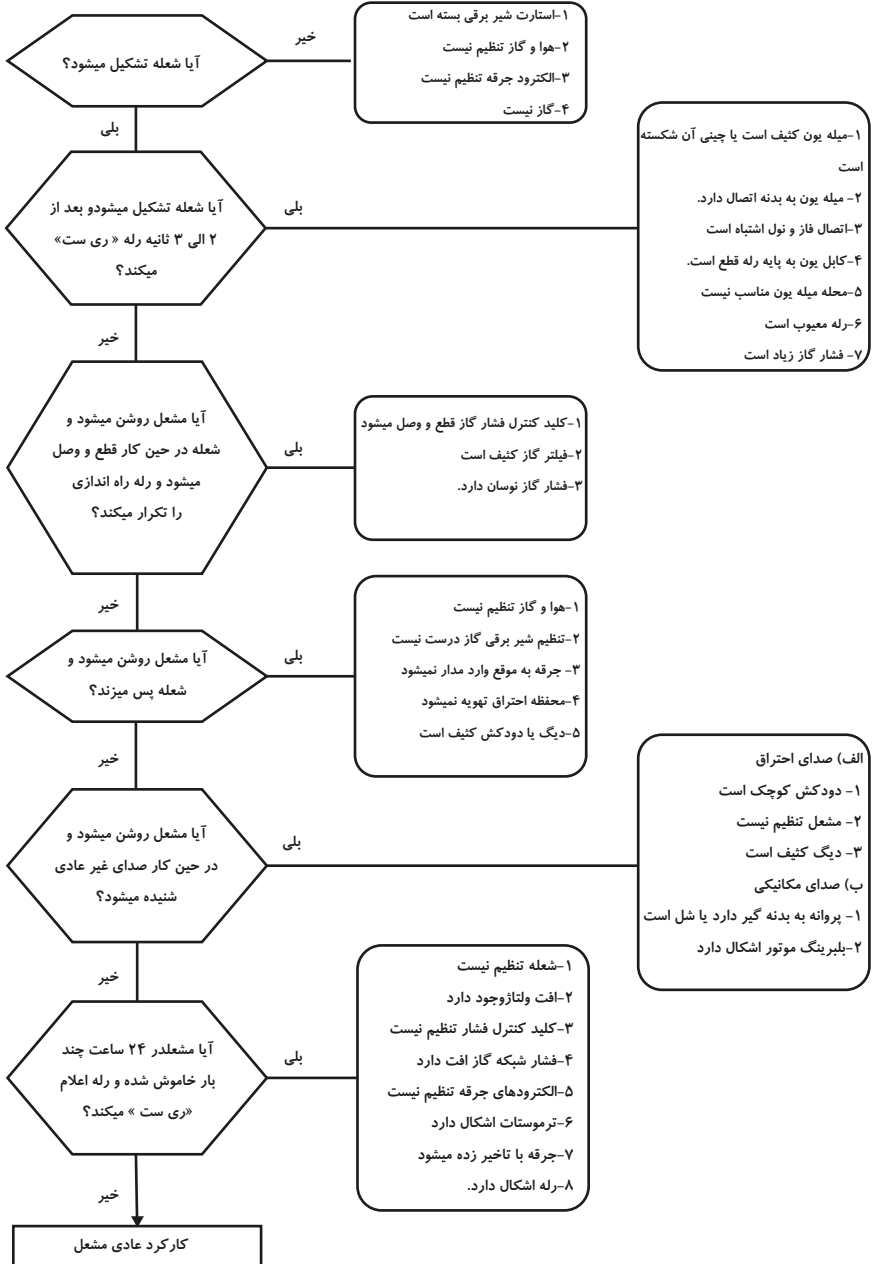 آیا شعله تشکیل میشود؟
خیر
۱-استارت شیر برقی بسته است
۲-هوا و گاز تنظیم نیست
۳-الکترود جرقه تنظیم نیست
۴-گاز نیست
بلی
آیا شعله تشکیل میشودو بعد از
۲ الی ۳ ثانیه رله « ری ست»
میکند؟
بلی
۱-میله یون کثیف است یا چینی آن شکسته
است
۲- میله یون به بدنه اتصال دارد.
۳-اتصال فاز و نول اشتباه است
۴-کابل یون به پایه رله قطع است.
۵-محله میله یون مناسب نیست
۶-رله معیوب است
۷- فشار گاز زیاد است
خیر
آیا مشعل روشن میشود و
شعله در حین کار قطع و وصل
میشود و رله راه اندازی
را تکرار میکند؟
بلی
۱-کلید کنترل فشار گاز قطع و وصل میشود
۲-فیلتر گاز کثیف است
۳-فشار گاز نوسان دارد.
خیر
آیا مشعل روشن میشود و
شعله پس میزند؟
بلی
۱-هوا و گاز تنظیم نیست
۲-تنظیم شیر برقی گاز درست نیست
۳- جرقه به موقع وارد مدار نمیشود
۴-محفظه احتراق تهویه نمیشود
۵-دیگ یا دودکش کثیف است
خیر
آیا مشعل روشن میشود و
در حین کار صدای غیر عادی
شنیده میشود؟
بلی
الف) صدای احتراق
۱- دودکش کوچک است
۲- مشعل تنظیم نیست
۳- دیگ کثیف است
ب) صدای مکانیکی
۱- پروانه به بدنه گیر دارد یا شل است
۲-بلبرینگ موتور اشکال دارد
خیر
آیا مشعلدر ۲۴ ساعت چند
بار خاموش شده و رله اعلام
«ری ست » میکند؟
بلی
۱-شعله تنظیم نیست
۲-افت ولتاژوجود دارد
۳-کلید کنترل فشار تنظیم نیست
۴-فشار شبکه گاز افت دارد
۵-الکترودهای جرقه تنظیم نیست
۶-ترموستات اشکال دارد
۷-جرقه با تاخیر زده میشود
۸-رله اشکال دارد.
خیر
کارکرد عادی مشعل